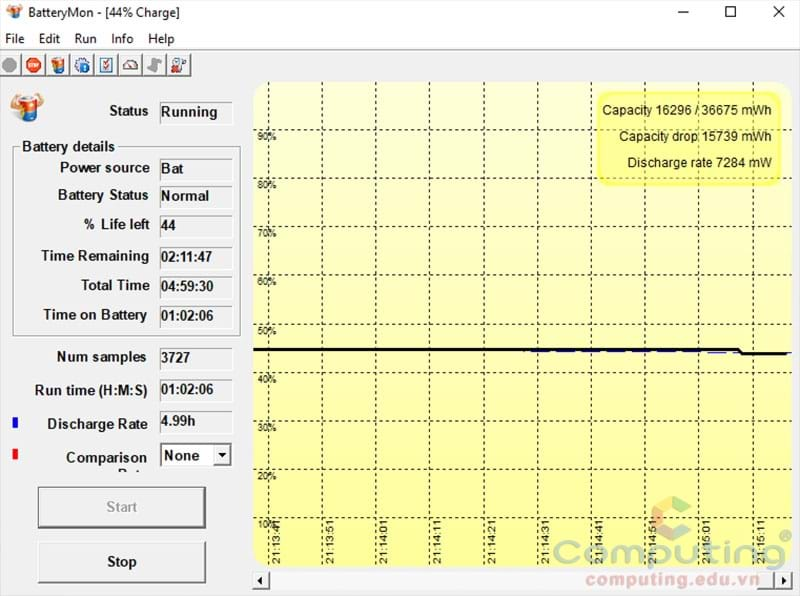 BatteryMon - [44% Charge]
File Edit Run Info Help
STOP
Status Running
Battery details
Power source Bat
Battery Status Normal
% Life left 44
Time Remaining 02:11:47
Total Time 04:59:30
Time on Battery 01:02:06
Num samples 3727
Run time (H:M:S) 01:02:06
Discharge Rate 4.99h
Comparison None
Start
Stop
Capacity 16296 / 36675 mWh
Capacity drop 15739 mWh
Discharge rate 7284 mW
90%
80%
70%
60%
50%
40%
30%
20%
10%
21:13:51
21:14:01
21:14:11
21:14:21
21:14:31
21:14:41
21:14:51
21:15:01
21:15:11
Computing®
computing.edu.vn